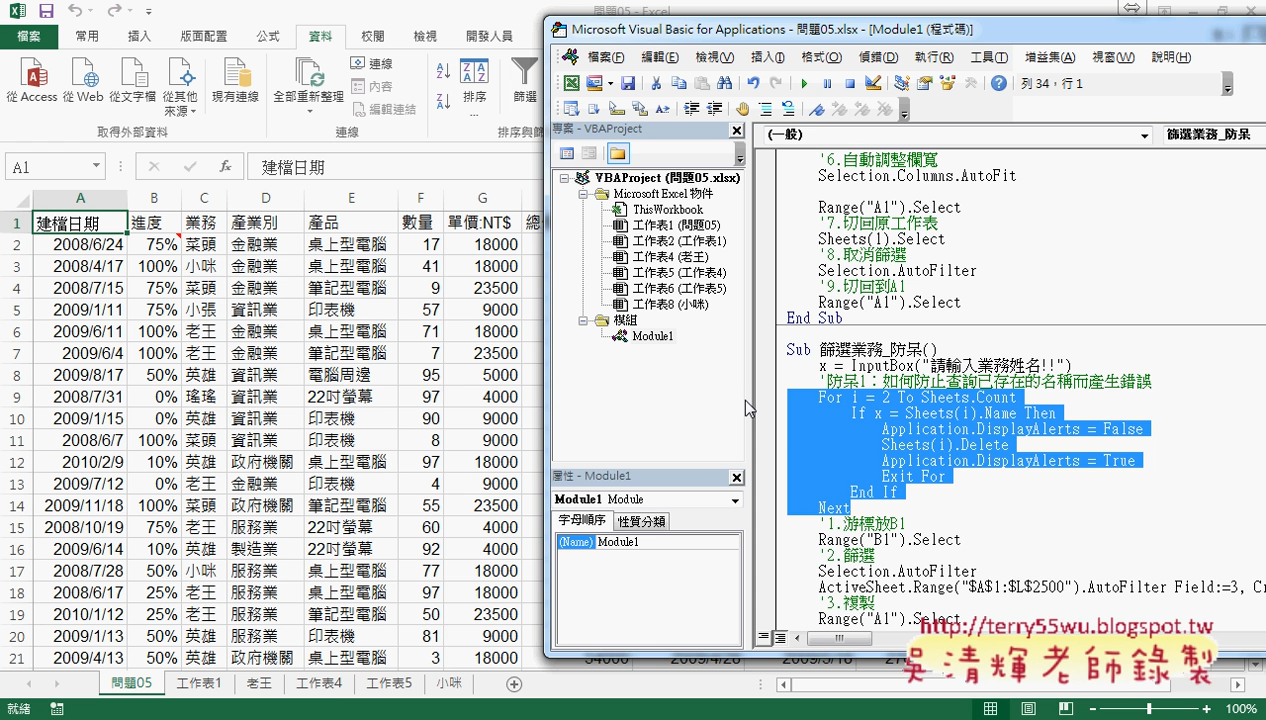 問題05 - Excel
檔案 常用 插入 版面配置 公式 資料 校閱 檢視 開發人員
從 Access 從 Web 從文字檔 從其他來源 現有連線 全部重新整理 連線 內容 編輯連結 排序... 篩選
取得外部資料 連線 排序與篩
A1 fx 建檔日期
A B C D E F G
1 建檔日期 進度 業務 產業別 產品 數量 單價:NT$ 總
2 2008/6/24 75% 菜頭 金融業 桌上型電腦 17 18000
3 2008/4/17 100% 小咪 金融業 桌上型電腦 41 18000
4 2008/7/15 75% 菜頭 金融業 筆記型電腦 9 23500
5 2009/1/11 75% 小張 資訊業 印表機 57 9000
6 2009/6/11 100% 老王 金融業 桌上型電腦 71 18000
7 2009/6/4 100% 老王 金融業 筆記型電腦 7 23500
8 2009/8/17 50% 英雄 資訊業 電腦周邊 95 5000
9 2008/7/31 0% 瑤瑤 資訊業 22吋螢幕 97 4000
10 2009/1/15 0% 英雄 資訊業 印表機 90 9000
11 2008/6/7 100% 菜頭 資訊業 印表機 8 9000
12 2010/2/9 10% 英雄 政府機關 桌上型電腦 97 18000
13 2009/7/12 0% 英雄 資訊業 印表機 4 9000
14 2009/11/18 100% 菜頭 政府機關 筆記型電腦 55 23500
15 2008/10/19 75% 老王 服務業 22吋螢幕 60 4000
16 2009/6/14 10% 英雄 製造業 22吋螢幕 92 4000
17 2008/7/28 50% 小咪 服務業 桌上型電腦 77 18000
18 2008/6/17 25% 老王 服務業 桌上型電腦 97 18000
19 2010/1/12 25% 老王 服務業 筆記型電腦 50 23500
20 2009/1/13 50% 英雄 服務業 印表機 81 9000
21 2009/4/13 50% 英雄 政府機關 桌上型電腦 3 18000
問題05 工作表1 老王 工作表4 工作表5 小咪
就緒 100%
Microsoft Visual Basic for Applications - 問題05.xlsx - [Module1 (程式碼)]
檔案(F) 編輯(E) 檢視(V) 插入(I) 格式(O) 偵錯(D) 執行(R) 工具(T) 增益集(A) 視窗(W) 說明(H)
列 34，行 1
專案 - VBAProject
VBAProject (問題05.xlsx)
Microsoft Excel 物件
ThisWorkbook
工作表1 (問題05)
工作表2 (工作表1)
工作表4 (老王)
工作表5 (工作表4)
工作表6 (工作表5)
工作表8 (小咪)
模組
Module1
屬性 - Module1
Module1 Module
字母順序 性質分類
(Name) Module1
(一般) 篩選業務_防呆
'6.自動調整欄寬
Selection.Columns.AutoFit
Range("A1").Select
'7.切回原工作表
Sheets(1).Select
'8.取消篩選
Selection.AutoFilter
'9.切回到A1
Range("A1").Select
End Sub
Sub 篩選業務_防呆()
x = InputBox("請輸入業務姓名!!")
'防呆1：如何防止查詢已存在的名稱而產生錯誤
For i = 2 To Sheets.Count
If x = Sheets(i).Name Then
Application.DisplayAlerts = False
Sheets(i).Delete
Application.DisplayAlerts = True
Exit For
End If
Next
'1.游標放B1
Range("B1").Select
'2.篩選
Selection.AutoFilter
ActiveSheet.Range("$A$1:$L$2500").AutoFilter Field:=3, Cr
'3.複製
Range("A1").Select
http://terry55wu.blogspot.tw
吳清輝老師錄製